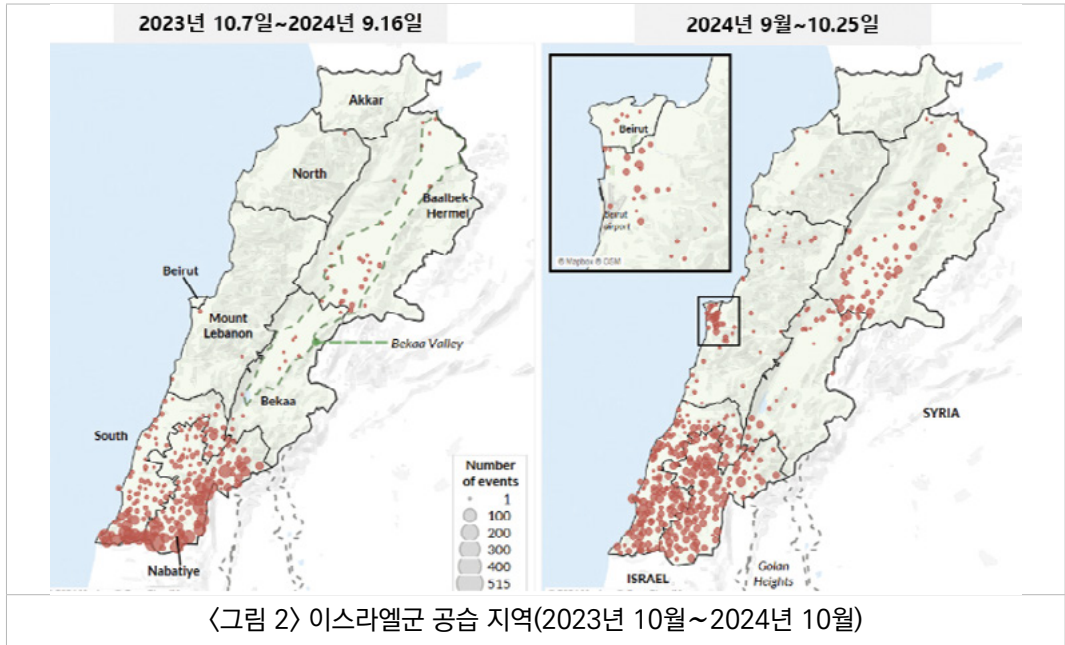 2023년 10.7일~2024년 9.16일
2024년 9월~10.25일
Akkar
North
Baalbek-
Hermel
Beirut
Mount
Lebanon
Bekaa Valley
Bekaa
South
Nabatiye
Number
of events
1
100
200
300
400
515
Beirut
Beirut
airport
© Mapbox © OSM
SYRIA
ISRAEL
Golan
Heights
<그림 2> 이스라엘군 공습 지역(2023년 10월~2024년 10월)